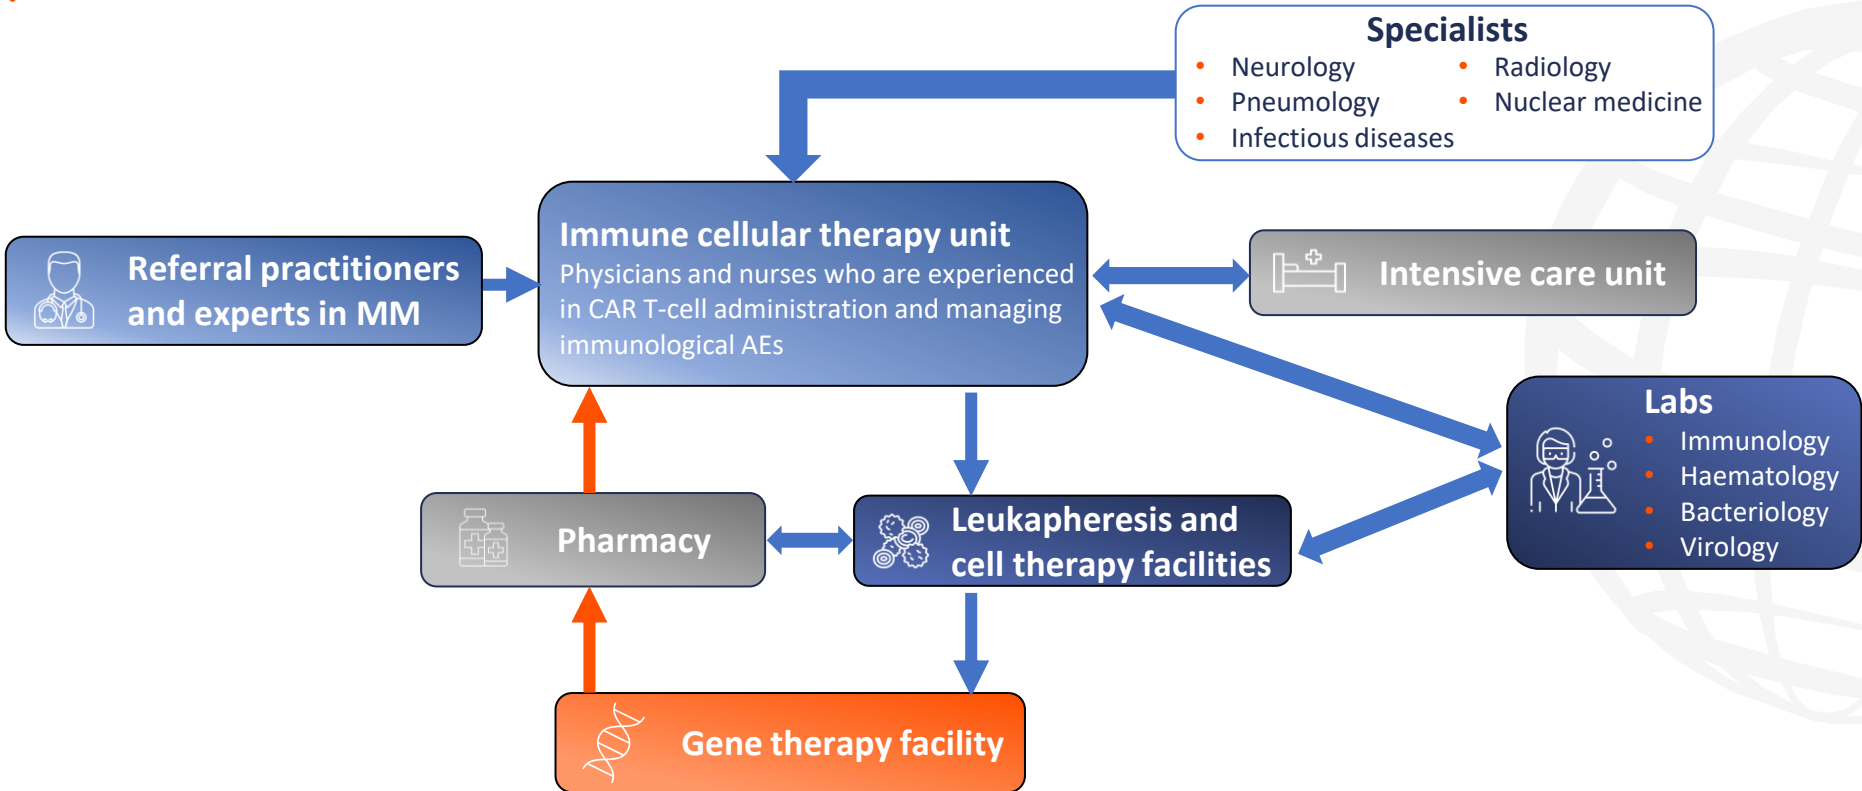 Specialists
• Neurology
• Radiology
• Pneumology
• Nuclear medicine
• Infectious diseases
Immune cellular therapy unit
Physicians and nurses who are experienced
in CAR T-cell administration and managing
immunological AEs
Referral practitioners
and experts in MM
Intensive care unit
Labs
• Immunology
• Haematology
• Bacteriology
• Virology
Pharmacy
Leukapheresis and
cell therapy facilities
Gene therapy facility